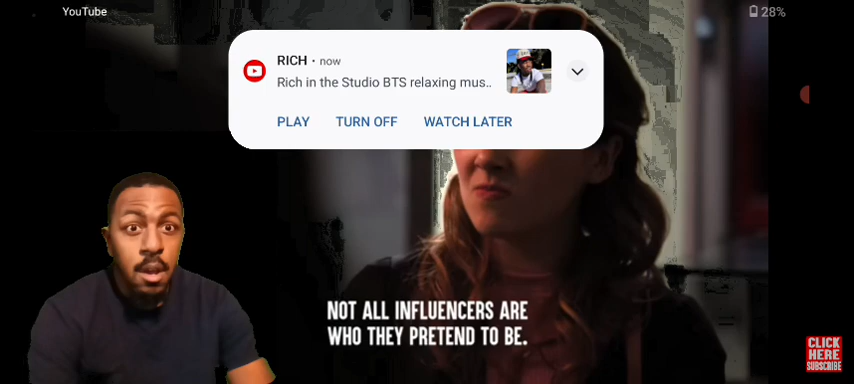 YouTube
28%
RICH • now
Rich in the Studio BTS relaxing mus..
PLAY TURN OFF WATCH LATER
NOT ALL INFLUENCERS ARE
WHO THEY PRETEND TO BE.
CLICK
HERE
SUBSCRIBE